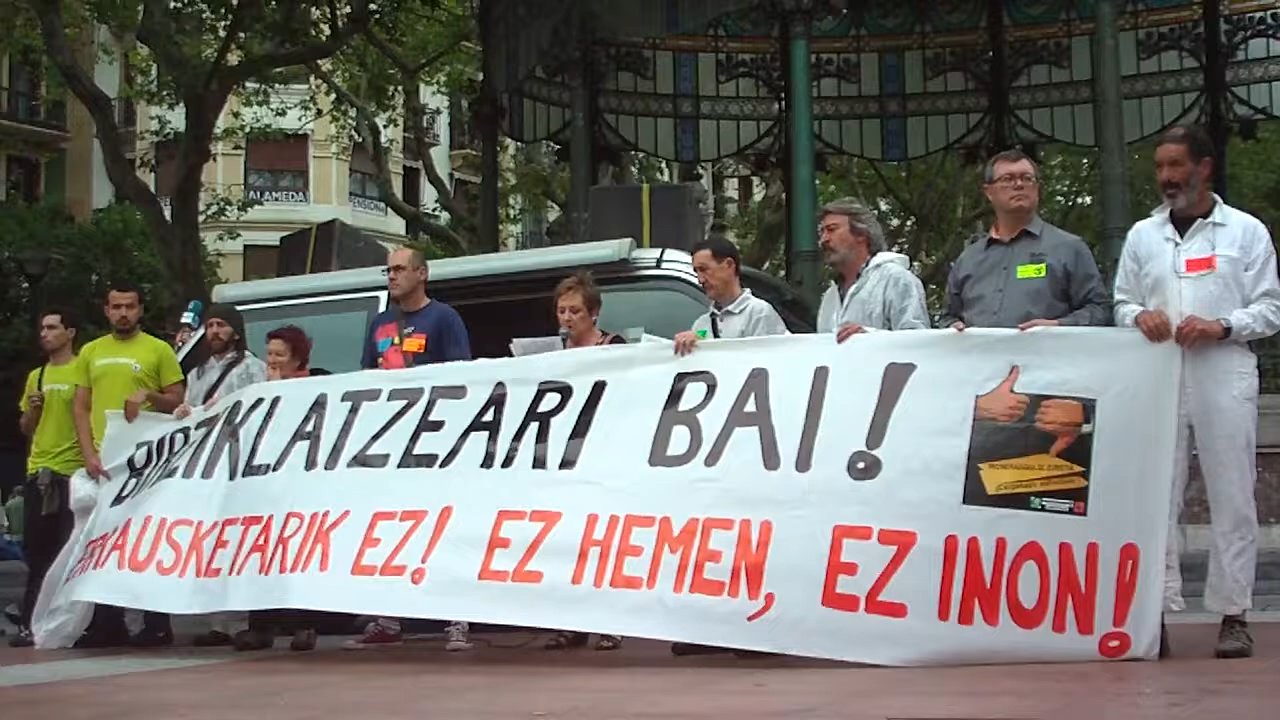 ALAMEDA
PENSION
BIRZIKLATZEARI BAI!
ERRAUSKETARIK EZ! EZ HEMEN, EZ INON!